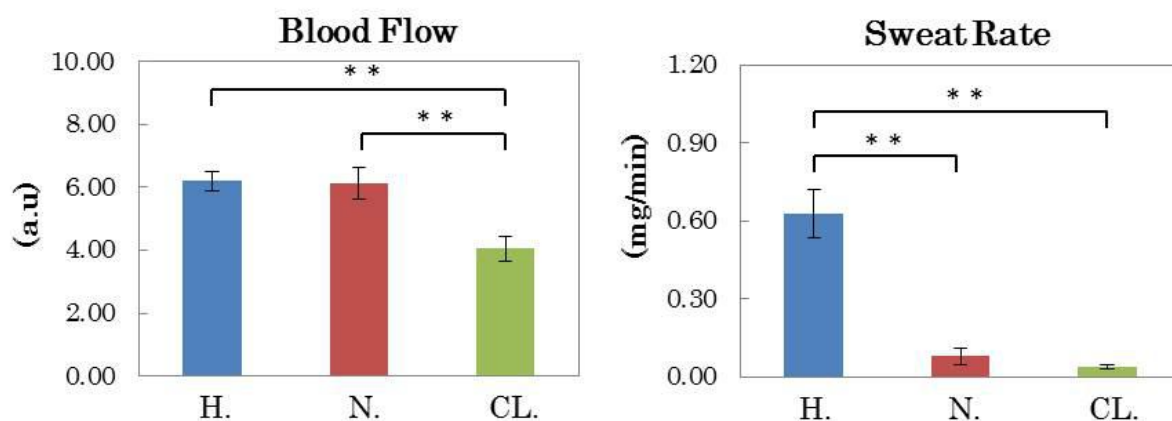 Blood Flow
10.00
8.00
6.00
4.00
2.00
0.00
(a.u)
* *
* *
H. N. CL.
Sweat Rate
1.20
0.90
0.60
0.30
0.00
(mg/min)
* *
* *
H. N. CL.